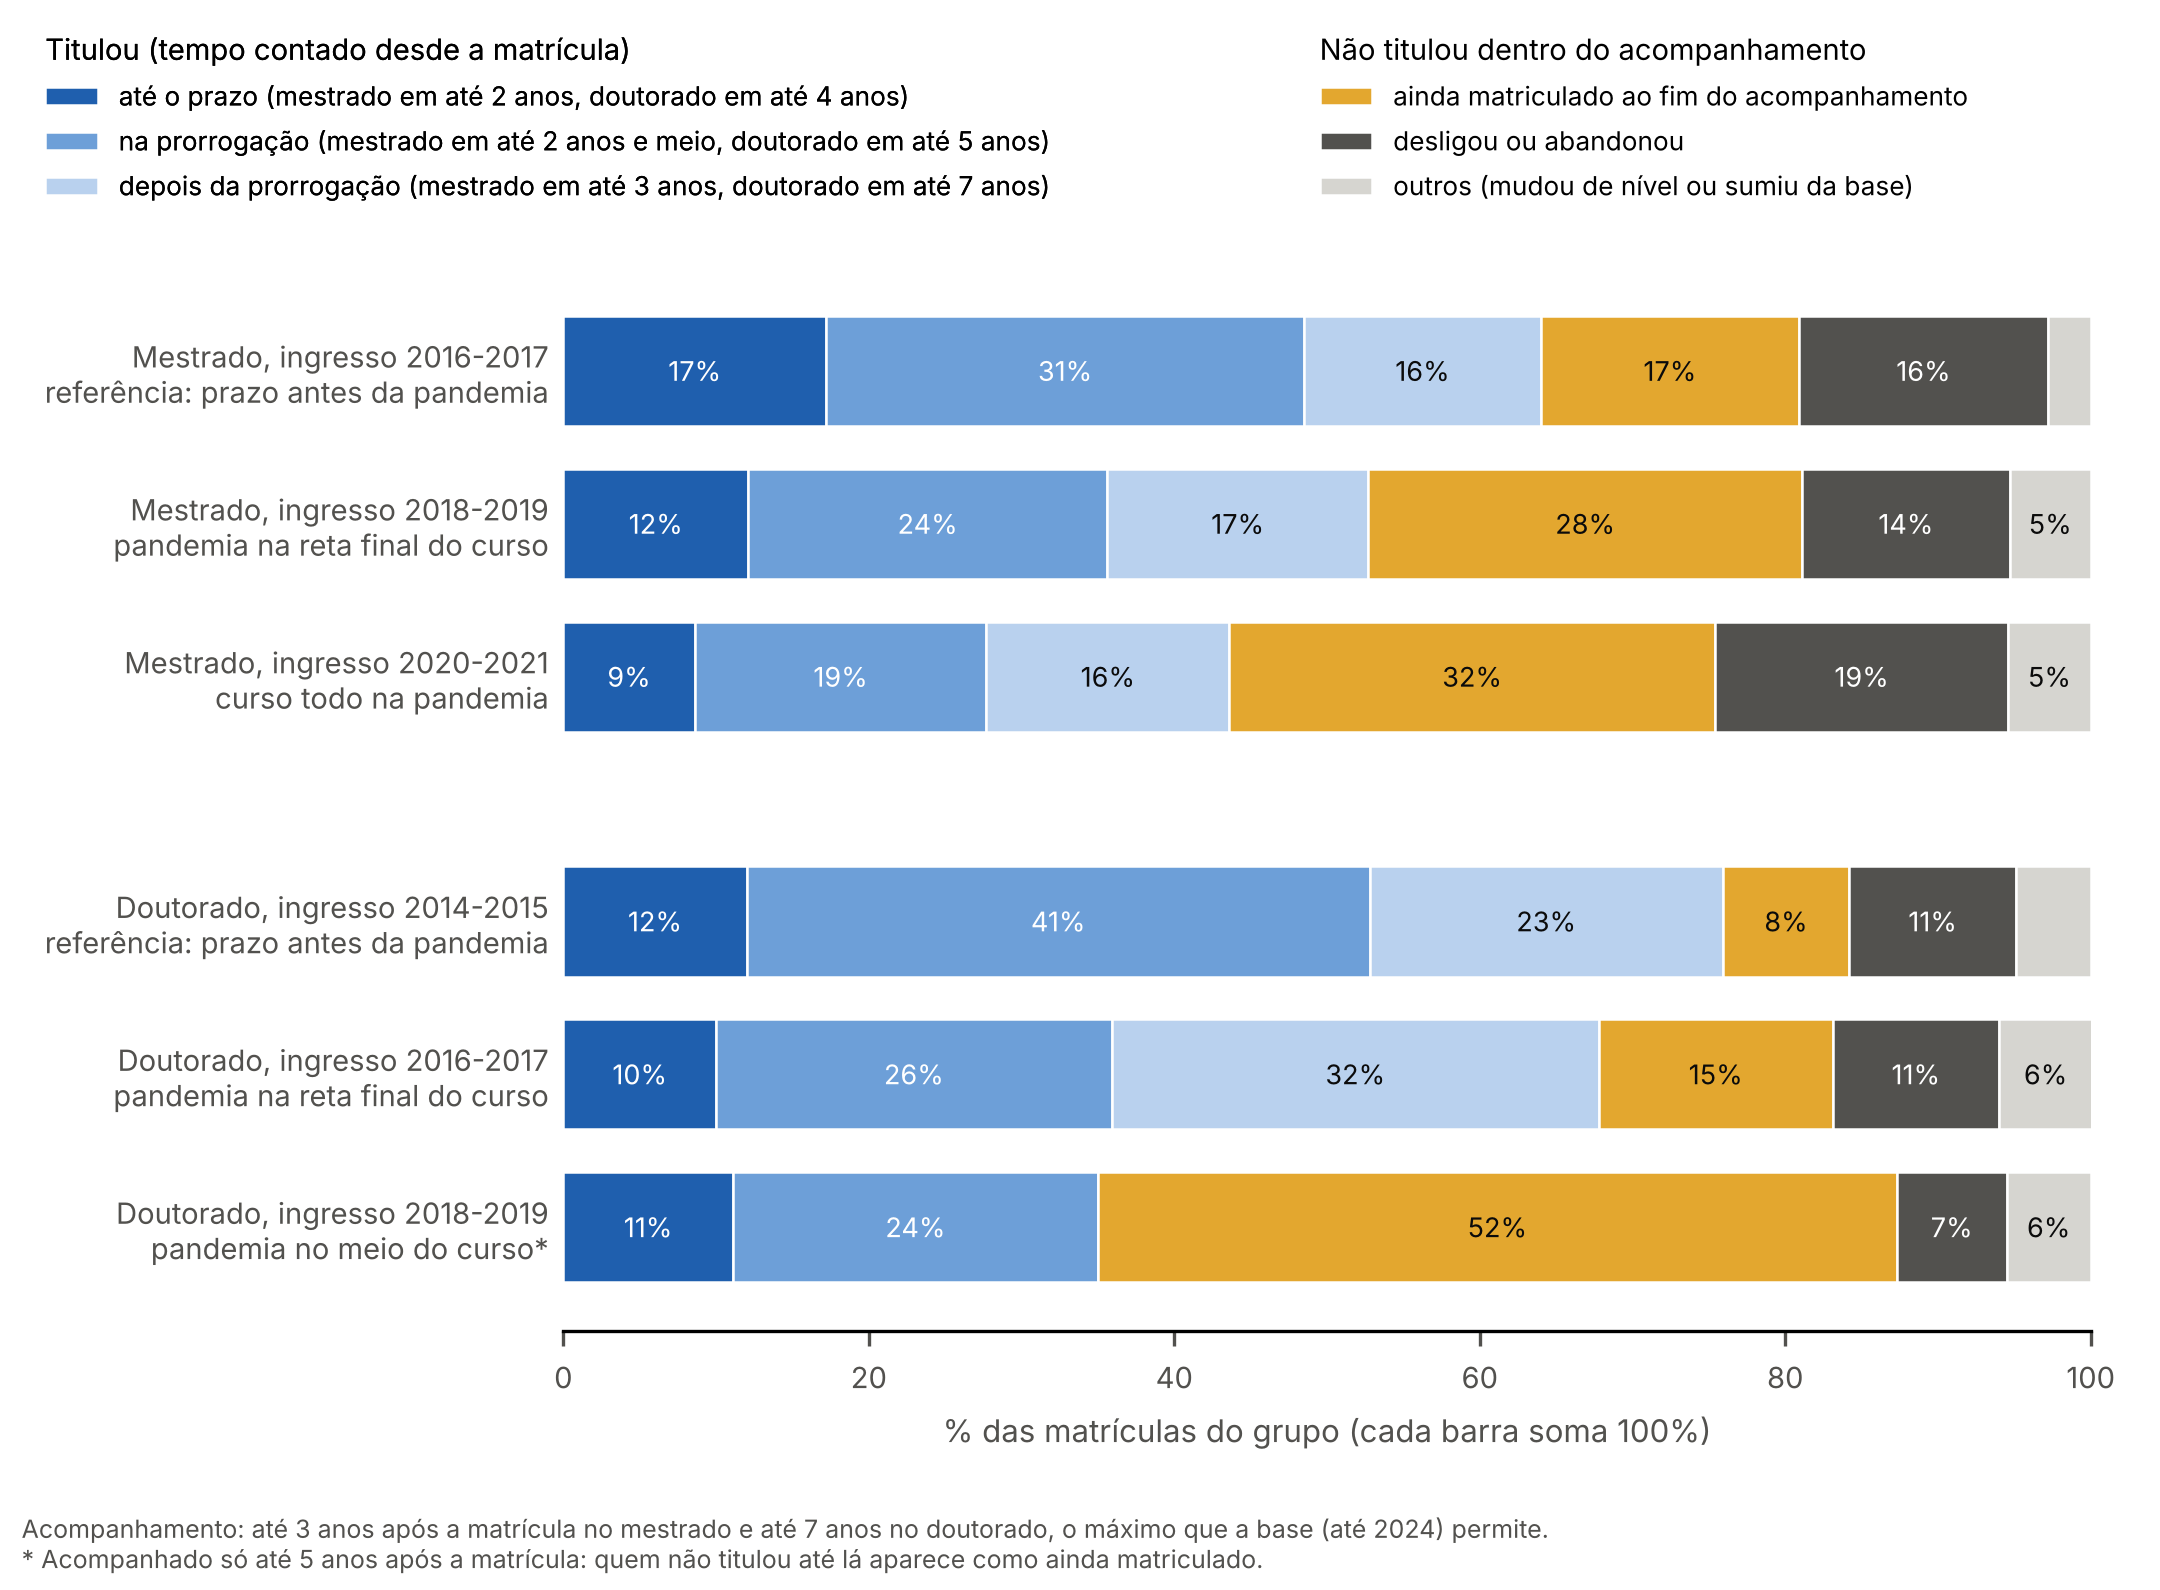 Titulou (tempo contado desde a matrícula)
até o prazo (mestrado em até 2 anos, doutorado em até 4 anos)
na prorrogação (mestrado em até 2 anos e meio, doutorado em até 5 anos)
depois da prorrogação (mestrado em até 3 anos, doutorado em até 7 anos)
Não titulou dentro do acompanhamento
ainda matriculado ao fim do acompanhamento
desligou ou abandonou
outros (mudou de nível ou sumiu da base)
Mestrado, ingresso 2016-2017
referência: prazo antes da pandemia
17% 31% 16% 17% 16%
Mestrado, ingresso 2018-2019
pandemia na reta final do curso
12% 24% 17% 28% 14% 5%
Mestrado, ingresso 2020-2021
curso todo na pandemia
9% 19% 16% 32% 19% 5%
Doutorado, ingresso 2014-2015
referência: prazo antes da pandemia
12% 41% 23% 8% 11%
Doutorado, ingresso 2016-2017
pandemia na reta final do curso
10% 26% 32% 15% 11% 6%
Doutorado, ingresso 2018-2019
pandemia no meio do curso*
11% 24% 52% 7% 6%
0 20 40 60 80 100
% das matrículas do grupo (cada barra soma 100%)
Acompanhamento: até 3 anos após a matrícula no mestrado e até 7 anos no doutorado, o máximo que a base (até 2024) permite.
* Acompanhado só até 5 anos após a matrícula: quem não titulou até lá aparece como ainda matriculado.